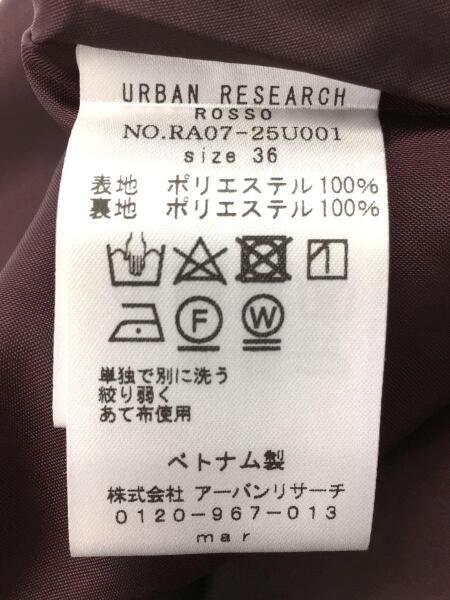 URBAN RESEARCH
ROSSO
NO.RA07-25U001
size 36
表地 ポリエステル100%
裏地 ポリエステル100%
F W
単独で別に洗う
絞り弱く
あて布使用
ベトナム製
株式会社 アーバンリサーチ
0120-967-013
mar